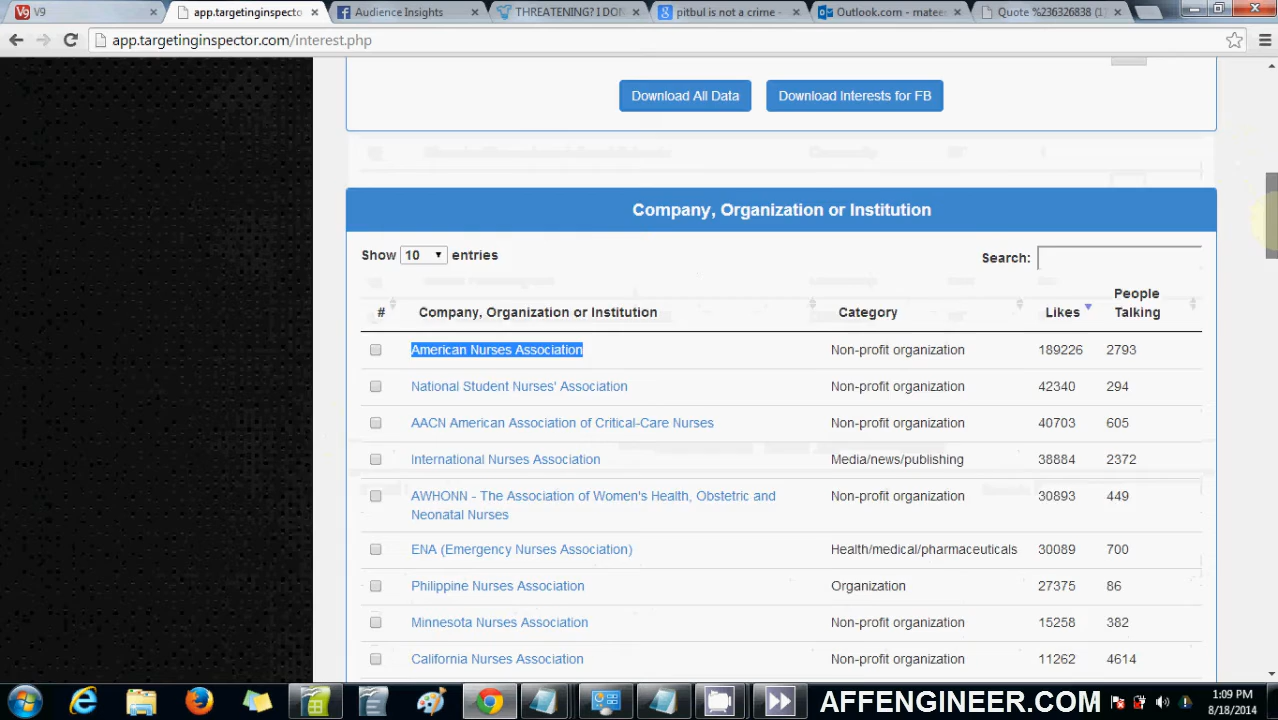 V9
app.targetinginspecto
Audience Insights
THREATENING? I DON
pitbul is not a crime -
Outlook.com - matee
Quote %236326838 (1
app.targetinginspector.com/interest.php
Download All Data
Download Interests for FB
Company, Organization or Institution
Show 10 entries
Search:
# Company, Organization or Institution Category Likes People Talking
American Nurses Association Non-profit organization 189226 2793
National Student Nurses' Association Non-profit organization 42340 294
AACN American Association of Critical-Care Nurses Non-profit organization 40703 605
International Nurses Association Media/news/publishing 38884 2372
AWHONN - The Association of Women's Health, Obstetric and Non-profit organization 30893 449
Neonatal Nurses
ENA (Emergency Nurses Association) Health/medical/pharmaceuticals 30089 700
Philippine Nurses Association Organization 27375 86
Minnesota Nurses Association Non-profit organization 15258 382
California Nurses Association Non-profit organization 11262 4614
AFFENGINEER.COM
1:09 PM
8/18/2014